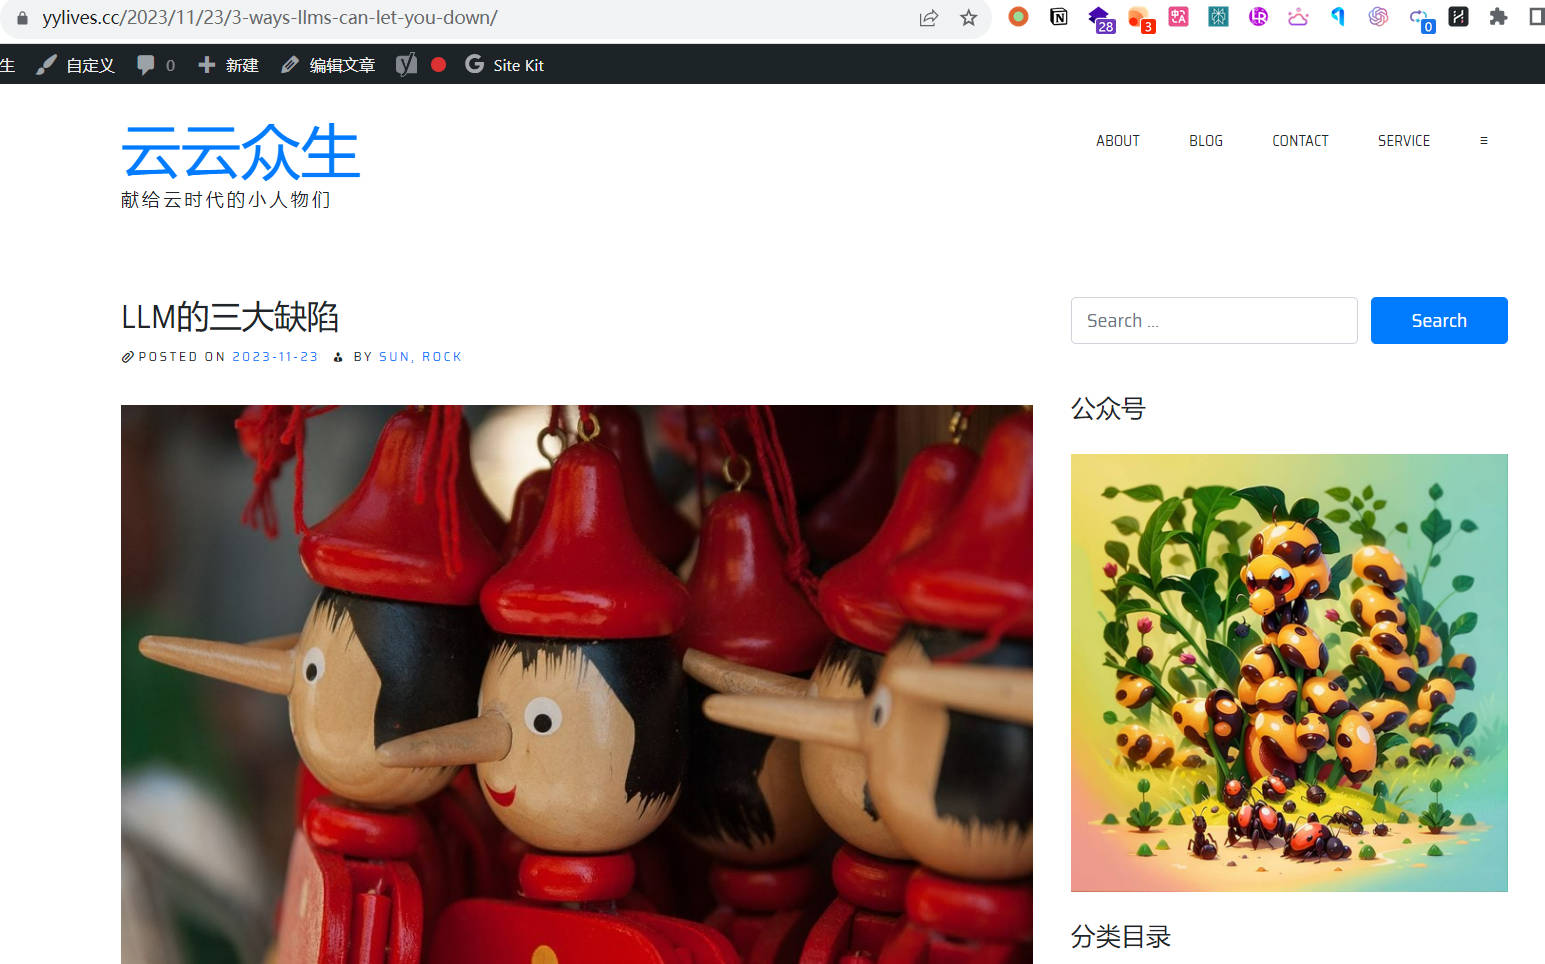 yylives.cc/2023/11/23/3-ways-llms-can-let-you-down/
28
3
0
生
自定义
0
新建
编辑文章
Site Kit
云云众生
献给云时代的小人物们
ABOUT
BLOG
CONTACT
SERVICE
LLM的三大缺陷
POSTED ON 2023-11-23 BY SUN, ROCK
Search ...
Search
公众号
分类目录